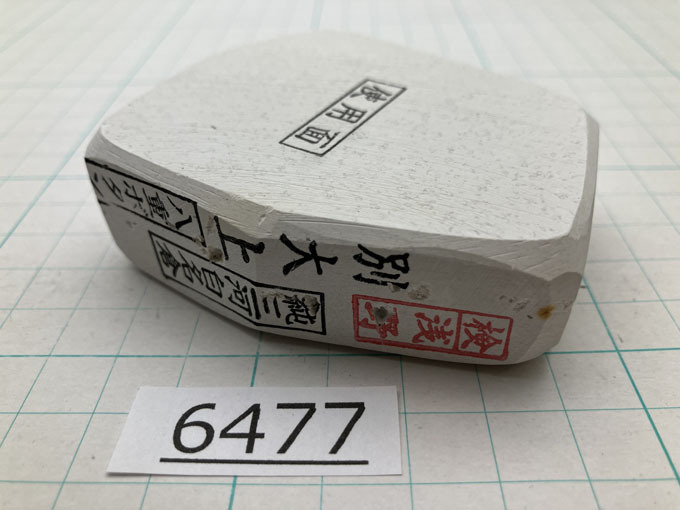 使用面
八重ボタン
別大上
純三河白名倉
検浅野
6477